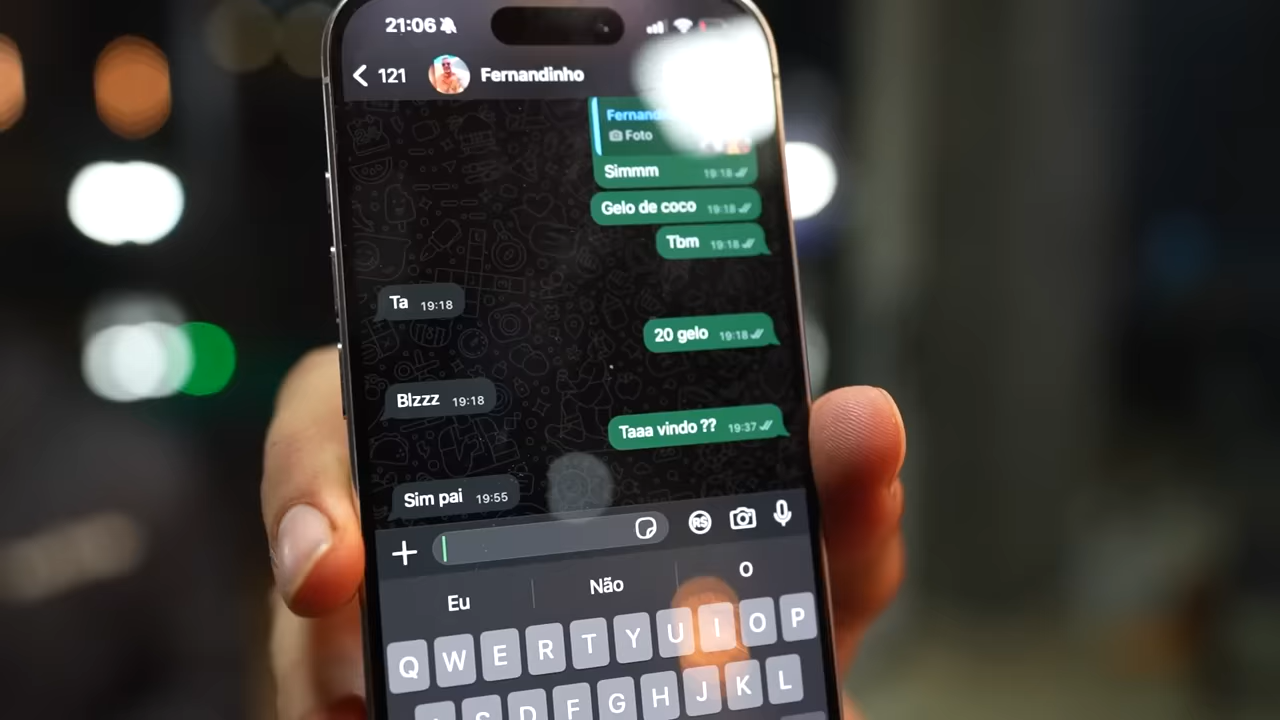 21:06
121
Fernandinho
Foto
Simmm 19:18
Gelo de coco 19:18
Tbm 19:18
Ta 19:18
20 gelo 19:18
Blzzz 19:18
Taaa vindo ?? 19:37
Sim pai 19:55
R$
Eu Não O
Q W E R T Y U I O P
S D F G H J K L